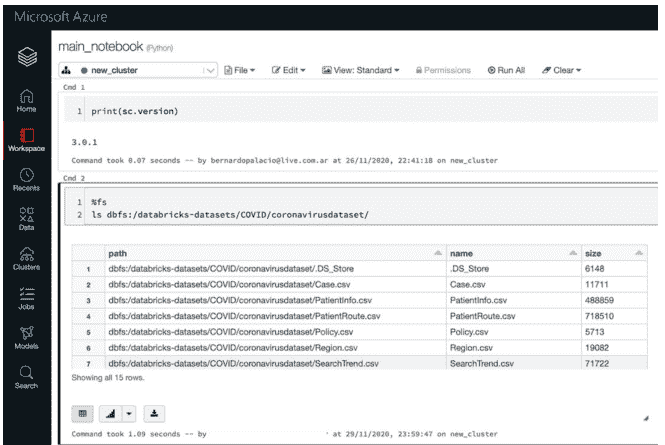 Microsoft Azure
main_notebook (Python)
new_cluster File Edit View: Standard Permissions Run All Clear
Home
Workspace
Recents
Data
Clusters
Jobs
Models
Search
Cmd 1
1 print(sc.version)
3.0.1
Command took 0.07 seconds -- by bernardopalacio@live.com.ar at 26/11/2020, 22:41:18 on new_cluster
Cmd 2
1 %fs
2 ls dbfs:/databricks-datasets/COVID/coronavirusdataset/
path name size
1 dbfs:/databricks-datasets/COVID/coronavirusdataset/.DS_Store .DS_Store 6148
2 dbfs:/databricks-datasets/COVID/coronavirusdataset/Case.csv Case.csv 11711
3 dbfs:/databricks-datasets/COVID/coronavirusdataset/PatientInfo.csv PatientInfo.csv 488859
4 dbfs:/databricks-datasets/COVID/coronavirusdataset/PatientRoute.csv PatientRoute.csv 718510
5 dbfs:/databricks-datasets/COVID/coronavirusdataset/Policy.csv Policy.csv 5713
6 dbfs:/databricks-datasets/COVID/coronavirusdataset/Region.csv Region.csv 19082
7 dbfs:/databricks-datasets/COVID/coronavirusdataset/SearchTrend.csv SearchTrend.csv 71722
Showing all 15 rows.
Command took 1.09 seconds -- by ' at 29/11/2020, 23:59:47 on new_cluster